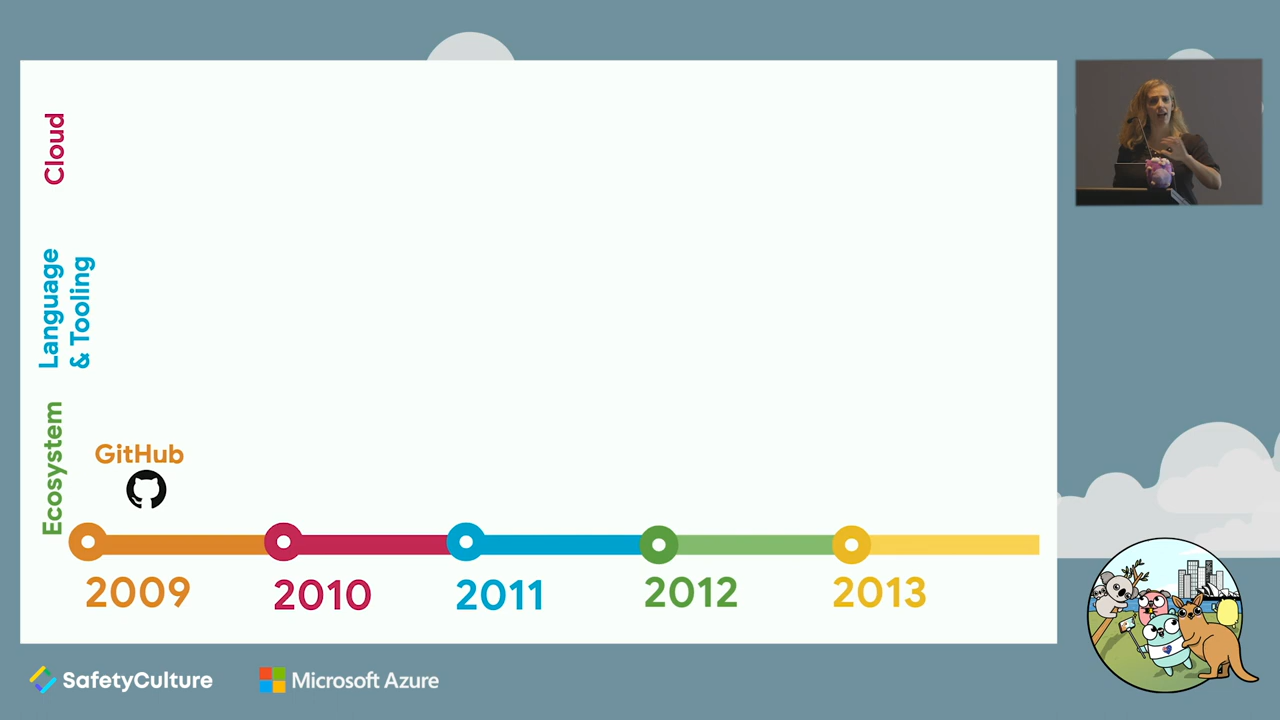 Cloud
Language
& Tooling
Ecosystem
GitHub
2009
2010
2011
2012
2013
SafetyCulture
Microsoft Azure